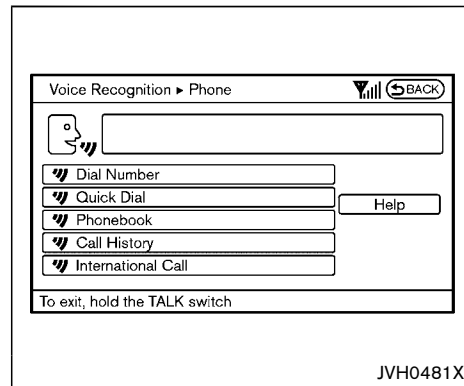 Voice Recognition ▸ Phone
BACK
Dial Number
Quick Dial
Help
Phonebook
Call History
International Call
To exit, hold the TALK switch
JVH0481X